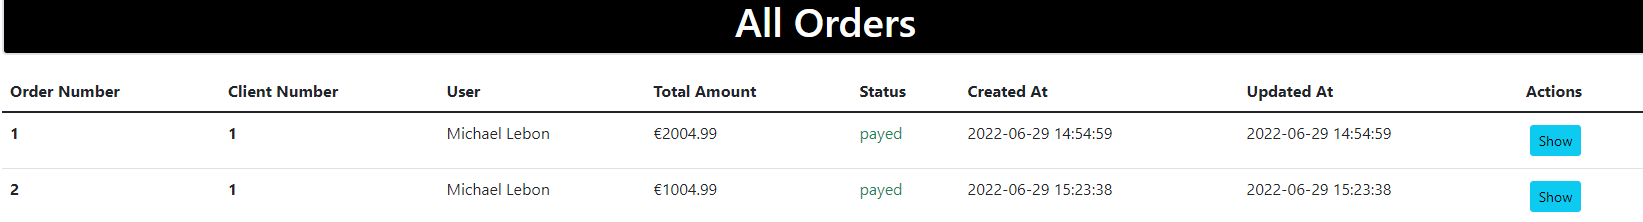 All Orders
Order Number Client Number User Total Amount Status Created At Updated At Actions
1 1 Michael Lebon €2004.99 payed 2022-06-29 14:54:59 2022-06-29 14:54:59 Show
2 1 Michael Lebon €1004.99 payed 2022-06-29 15:23:38 2022-06-29 15:23:38 Show